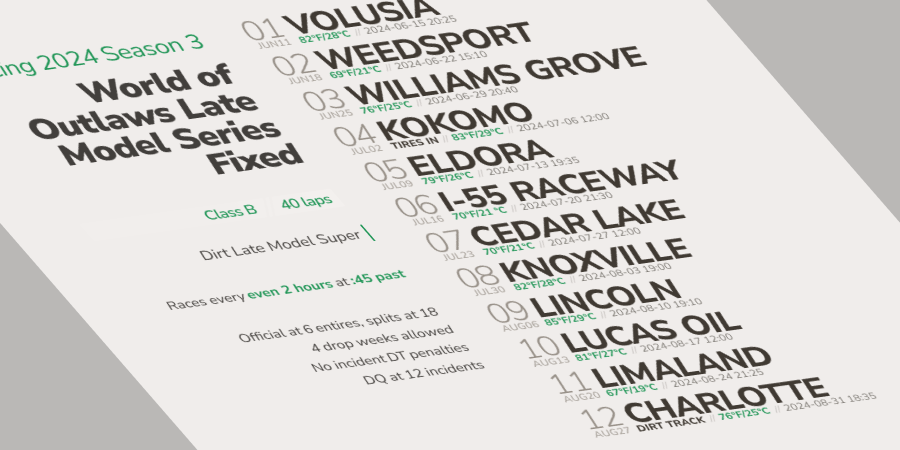 ing 2024 Season 3
World of
Outlaws Late
Model Series
Fixed
Class B 40 laps
Dirt Late Model Super
Races every even 2 hours at :45 past
Official at 6 entires, splits at 18
4 drop weeks allowed
No incident DT penalties
DQ at 12 incidents
01 VOLUSIA
JUN11 82°F/28°C // 2024-06-15 20:25
02 WEEDSPORT
JUN18 69°F/21°C // 2024-06-22 15:10
03 WILLIAMS GROVE
JUN25 76°F/25°C // 2024-06-29 20:40
04 KOKOMO
JUL02 TIRES IN // 83°F/29°C // 2024-07-06 12:00
05 ELDORA
JUL09 79°F/26°C // 2024-07-13 19:35
06 I-55 RACEWAY
JUL16 70°F/21°C // 2024-07-20 21:30
07 CEDAR LAKE
JUL23 70°F/21°C // 2024-07-27 12:00
08 KNOXVILLE
JUL30 82°F/28°C // 2024-08-03 19:00
09 LINCOLN
AUG06 85°F/29°C // 2024-08-10 19:10
10 LUCAS OIL
AUG13 81°F/27°C // 2024-08-17 12:00
11 LIMALAND
AUG20 67°F/19°C // 2024-08-24 21:25
12 CHARLOTTE
AUG27 DIRT TRACK // 76°F/25°C // 2024-08-31 18:35